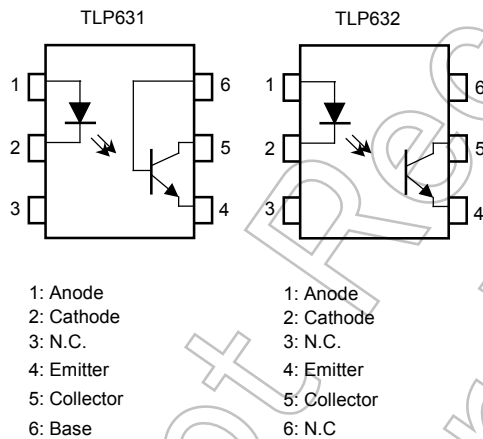 TLP631 TLP632
1 6 1 6
2 5 2 5
3 4 3 4
1: Anode 1: Anode
2: Cathode 2: Cathode
3: N.C. 3: N.C.
4: Emitter 4: Emitter
5: Collector 5: Collector
6: Base 6: N.C